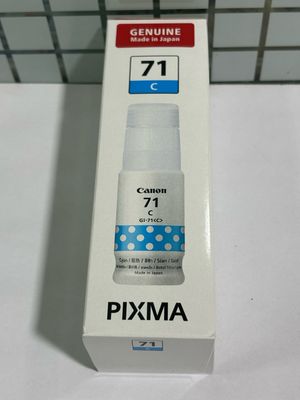 GENUINE
Made in Japan
71
C
Canon
71
C
GI-71(C)
Made in Japan
PIXMA
71
C